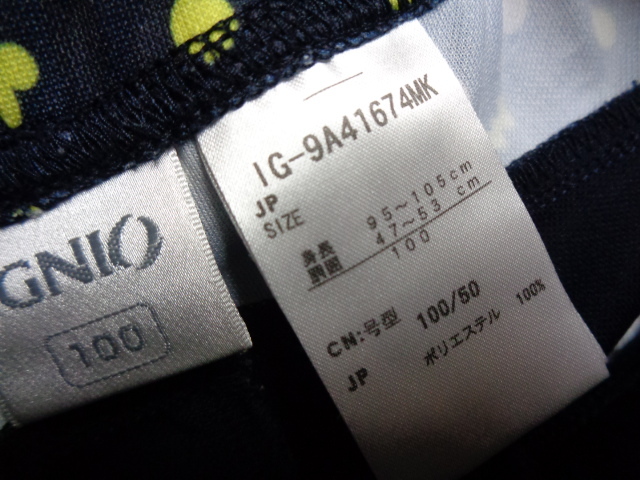 IG-9A41674MK
JP
SIZE
身長 95～105cm
胴囲 47～53 cm
100
CN:号型 100/50
JP ポリエステル 100%
GNIO
100